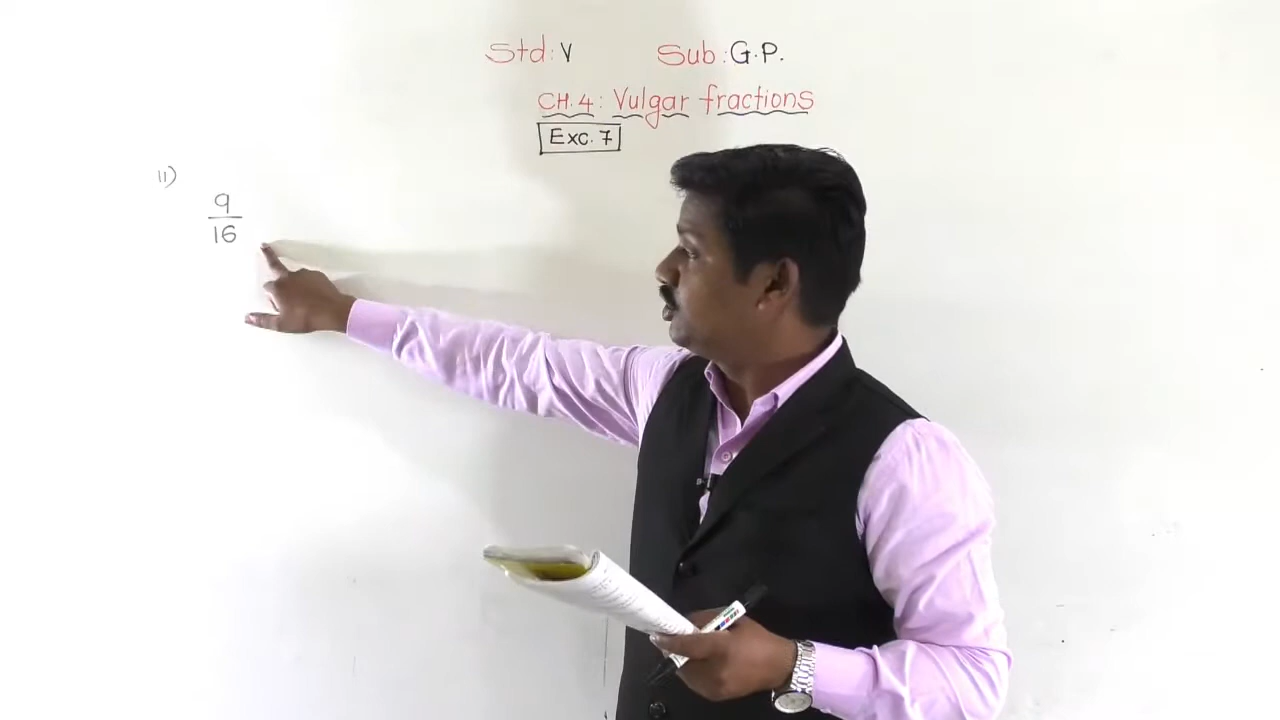 Std: V Sub: G.P.
CH.4: Vulgar fractions
Exc. 7
11)
9
16